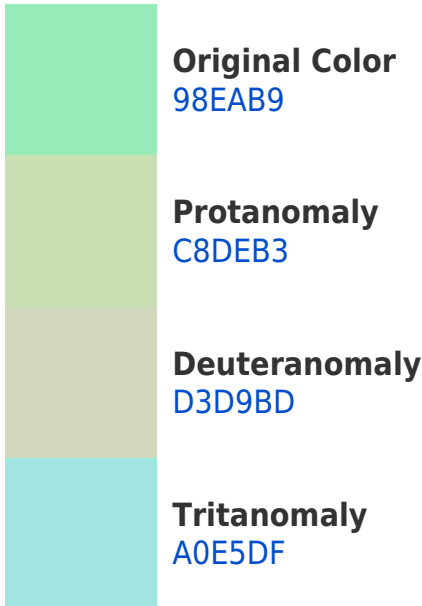 Original Color
98EAB9
Protanomaly
C8DEB3
Deuteranomaly
D3D9BD
Tritanomaly
A0E5DF